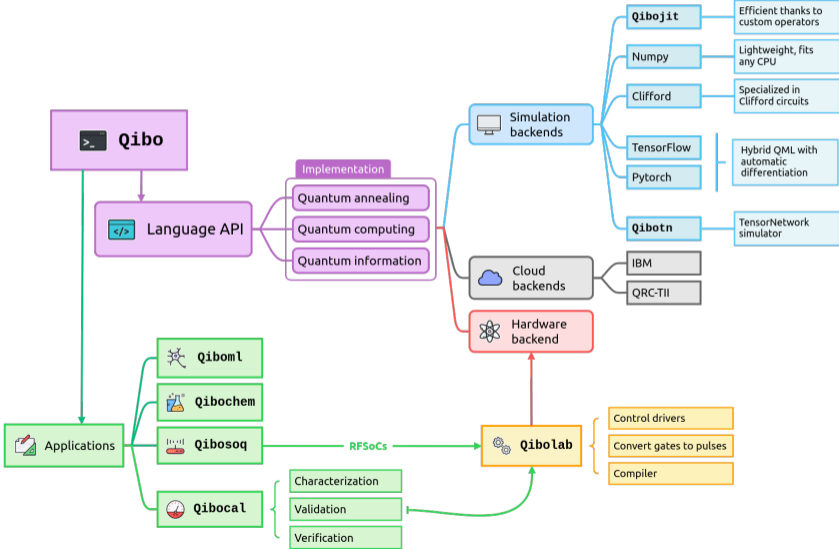 Qibo
Language API
Implementation
Quantum annealing
Quantum computing
Quantum information
Simulation
backends
Qibojit
Efficient thanks to
custom operators
Numpy
Lightweight, fits
any CPU
Clifford
Specialized in
Clifford circuits
TensorFlow
Pytorch
Hybrid QML with
automatic
differentiation
Qibotn
TensorNetwork
simulator
Cloud
backends
IBM
QRC-TII
Hardware
backend
Applications
Qiboml
Qibochem
Qibosoq
RFSoCs
Qibolab
Control drivers
Convert gates to pulses
Compiler
Qibocal
Characterization
Validation
Verification